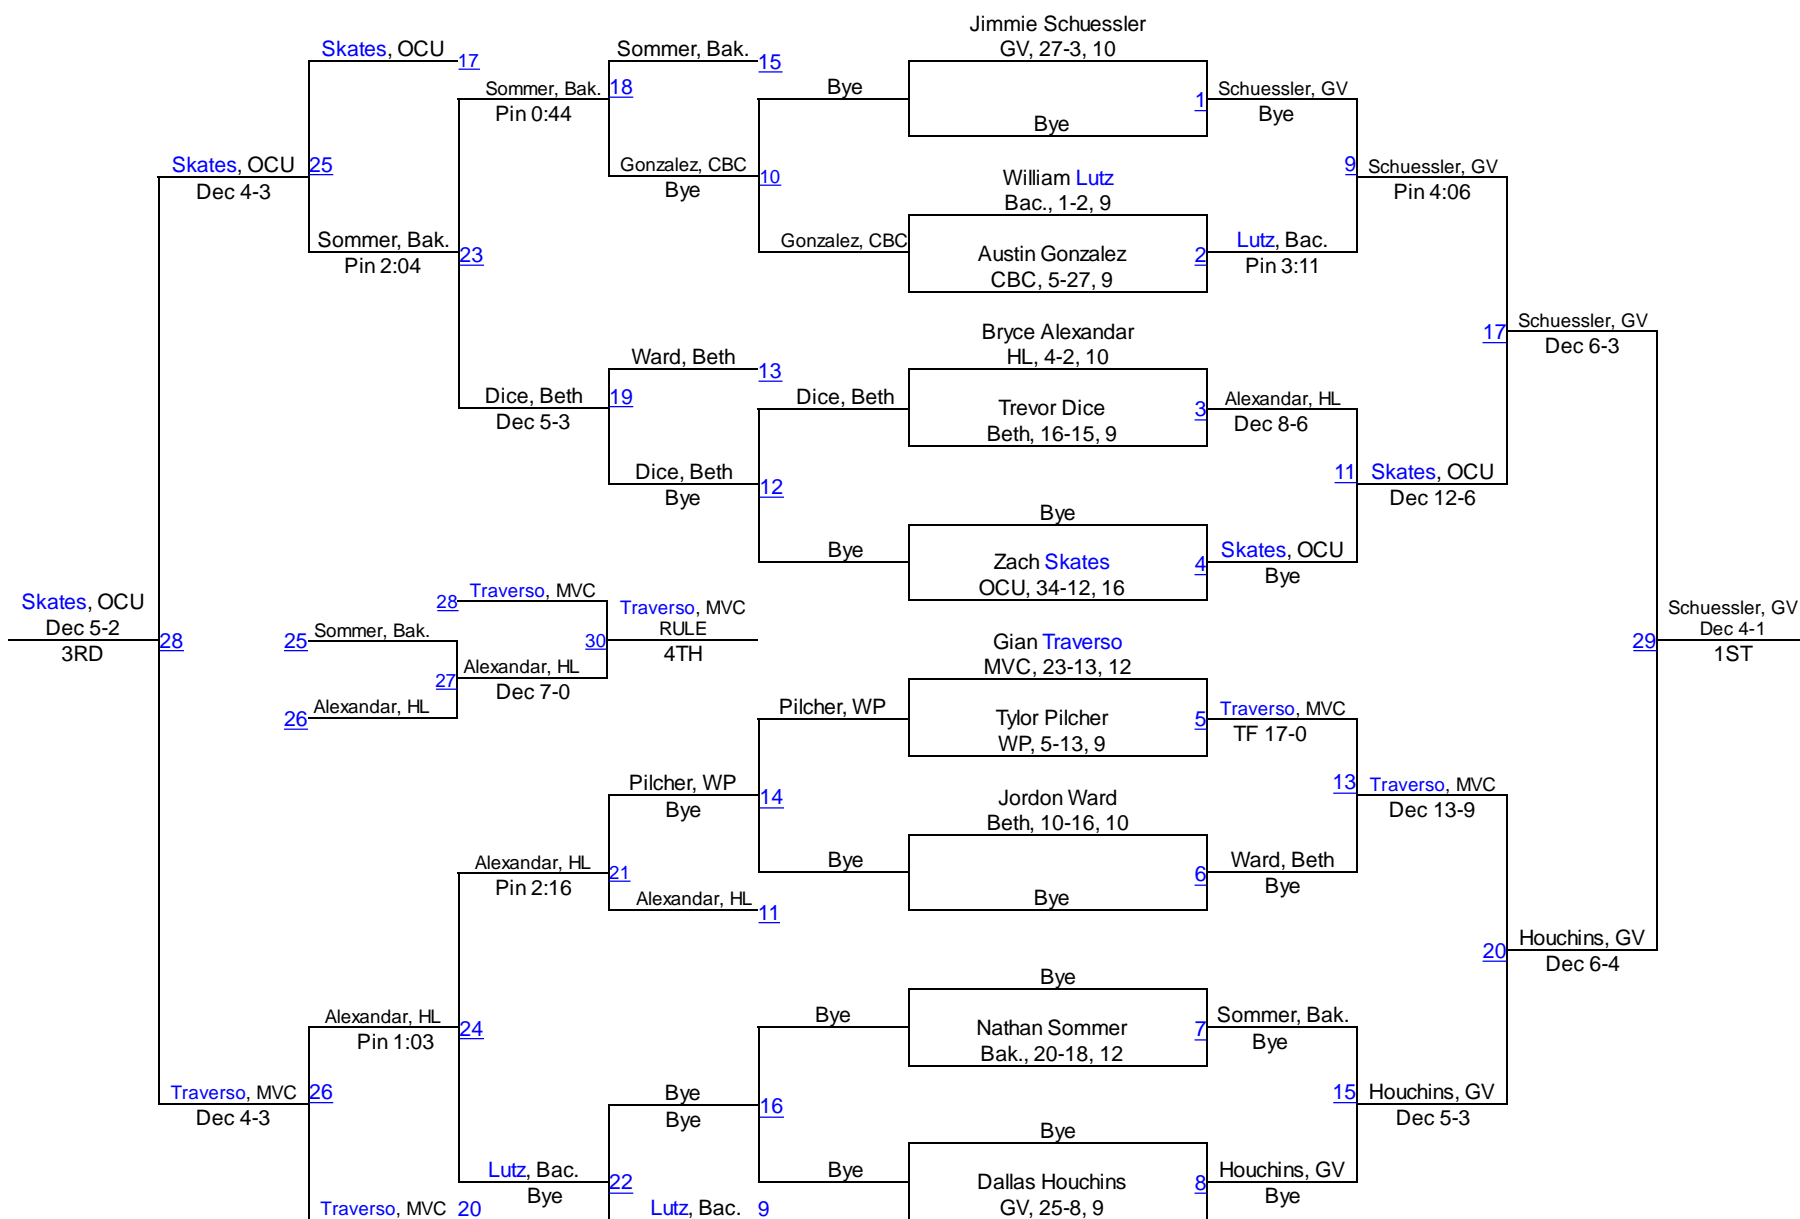 Jimmie Schuessler
Skates, OCU 17 Sommer, Bak. 15 GV, 27-3, 10
Sommer, Bak. 18 Bye 1 Schuessler, GV
Pin 0:44 Bye Bye
Skates, OCU 25 Gonzalez, CBC 10 William Lutz 9 Schuessler, GV
Dec 4-3 Bye Bac., 1-2, 9 Pin 4:06
Sommer, Bak. 23 Gonzalez, CBC Austin Gonzalez 2 Lutz, Bac.
Pin 2:04 CBC, 5-27, 9 Pin 3:11
Bryce Alexandar 17 Schuessler, GV
Ward, Beth 13 HL, 4-2, 10 Dec 6-3
Dice, Beth 19 Dice, Beth Trevor Dice 3 Alexandar, HL
Dec 5-3 Beth, 16-15, 9 Dec 8-6
Dice, Beth 12 11 Skates, OCU
Bye Bye Dec 12-6
Bye Zach Skates 4 Skates, OCU
28 Traverso, MVC OCU, 34-12, 16 Bye
Skates, OCU Traverso, MVC Schuessler, GV
Dec 5-2 25 Sommer, Bak. 30 RULE Dec 4-1
3RD 28 4TH Gian Traverso 29 1ST
27 Alexandar, HL MVC, 23-13, 12
Dec 7-0
26 Alexandar, HL Pilcher, WP Tylor Pilcher 5 Traverso, MVC
WP, 5-13, 9 TF 17-0
Pilcher, WP 14 Jordon Ward 13 Traverso, MVC
Bye Beth, 10-16, 10 Dec 13-9
Alexandar, HL 21 Bye 6 Ward, Beth
Pin 2:16 Alexandar, HL 11 Bye Bye
20 Houchins, GV
Bye Dec 6-4
Alexandar, HL 24 Bye Nathan Sommer 7 Sommer, Bak.
Pin 1:03 Bak., 20-18, 12 Bye
Traverso, MVC 26 Bye 16 15 Houchins, GV
Dec 4-3 Bye Bye Dec 5-3
Lutz, Bac. 22 Bye Dallas Houchins 8 Houchins, GV
Bye GV, 25-8, 9 Bye
Traverso, MVC 20 Lutz, Bac. 9